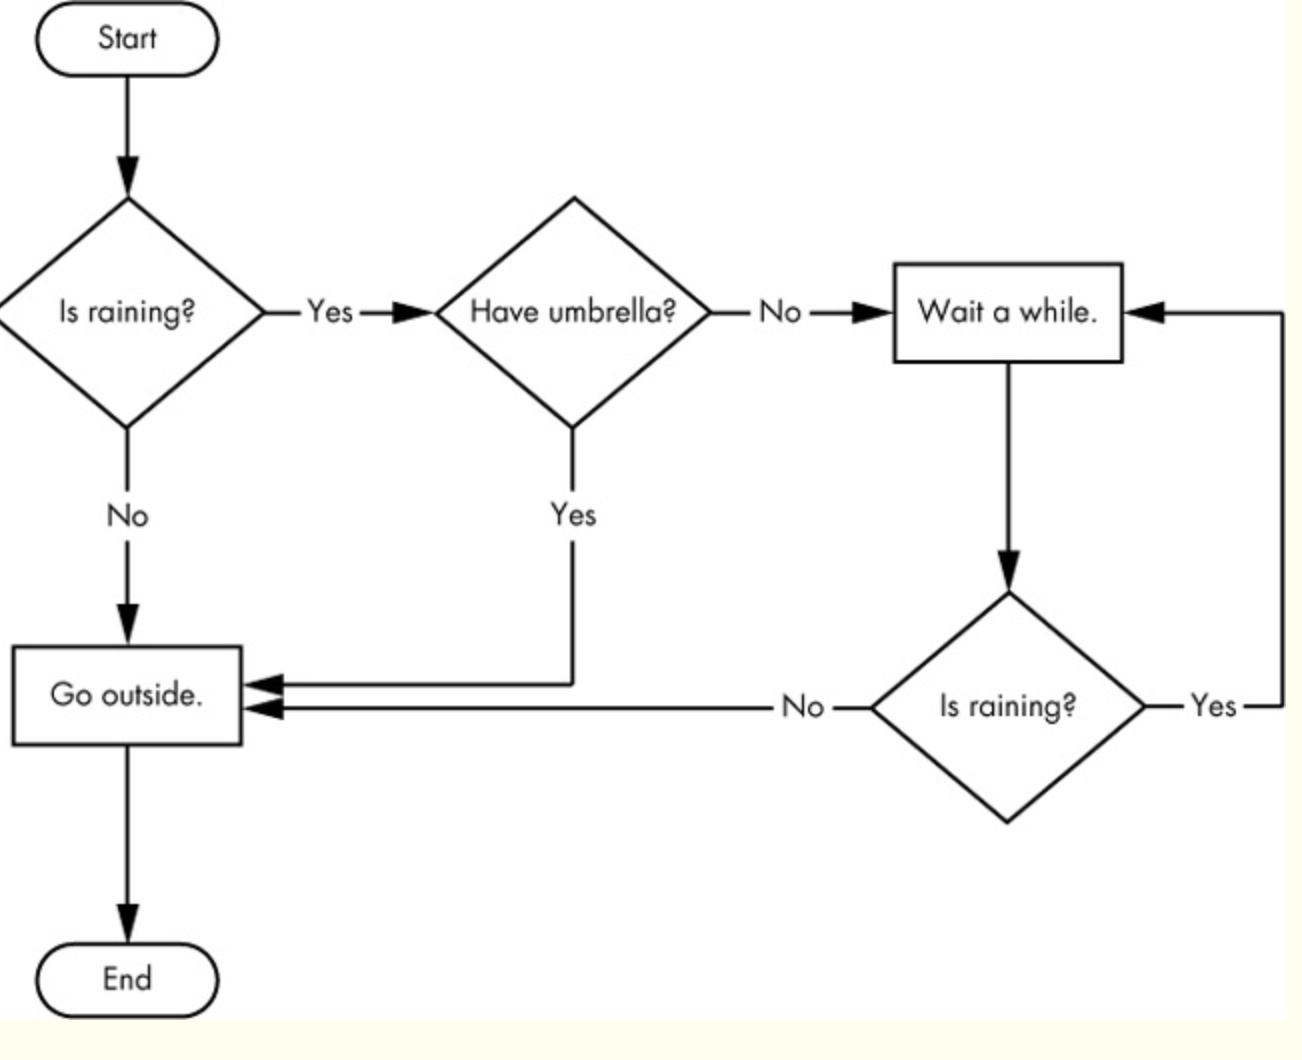 Start
Is raining?
Yes
Have umbrella?
No
Wait a while.
No
Yes
Go outside.
No
Is raining?
Yes
End